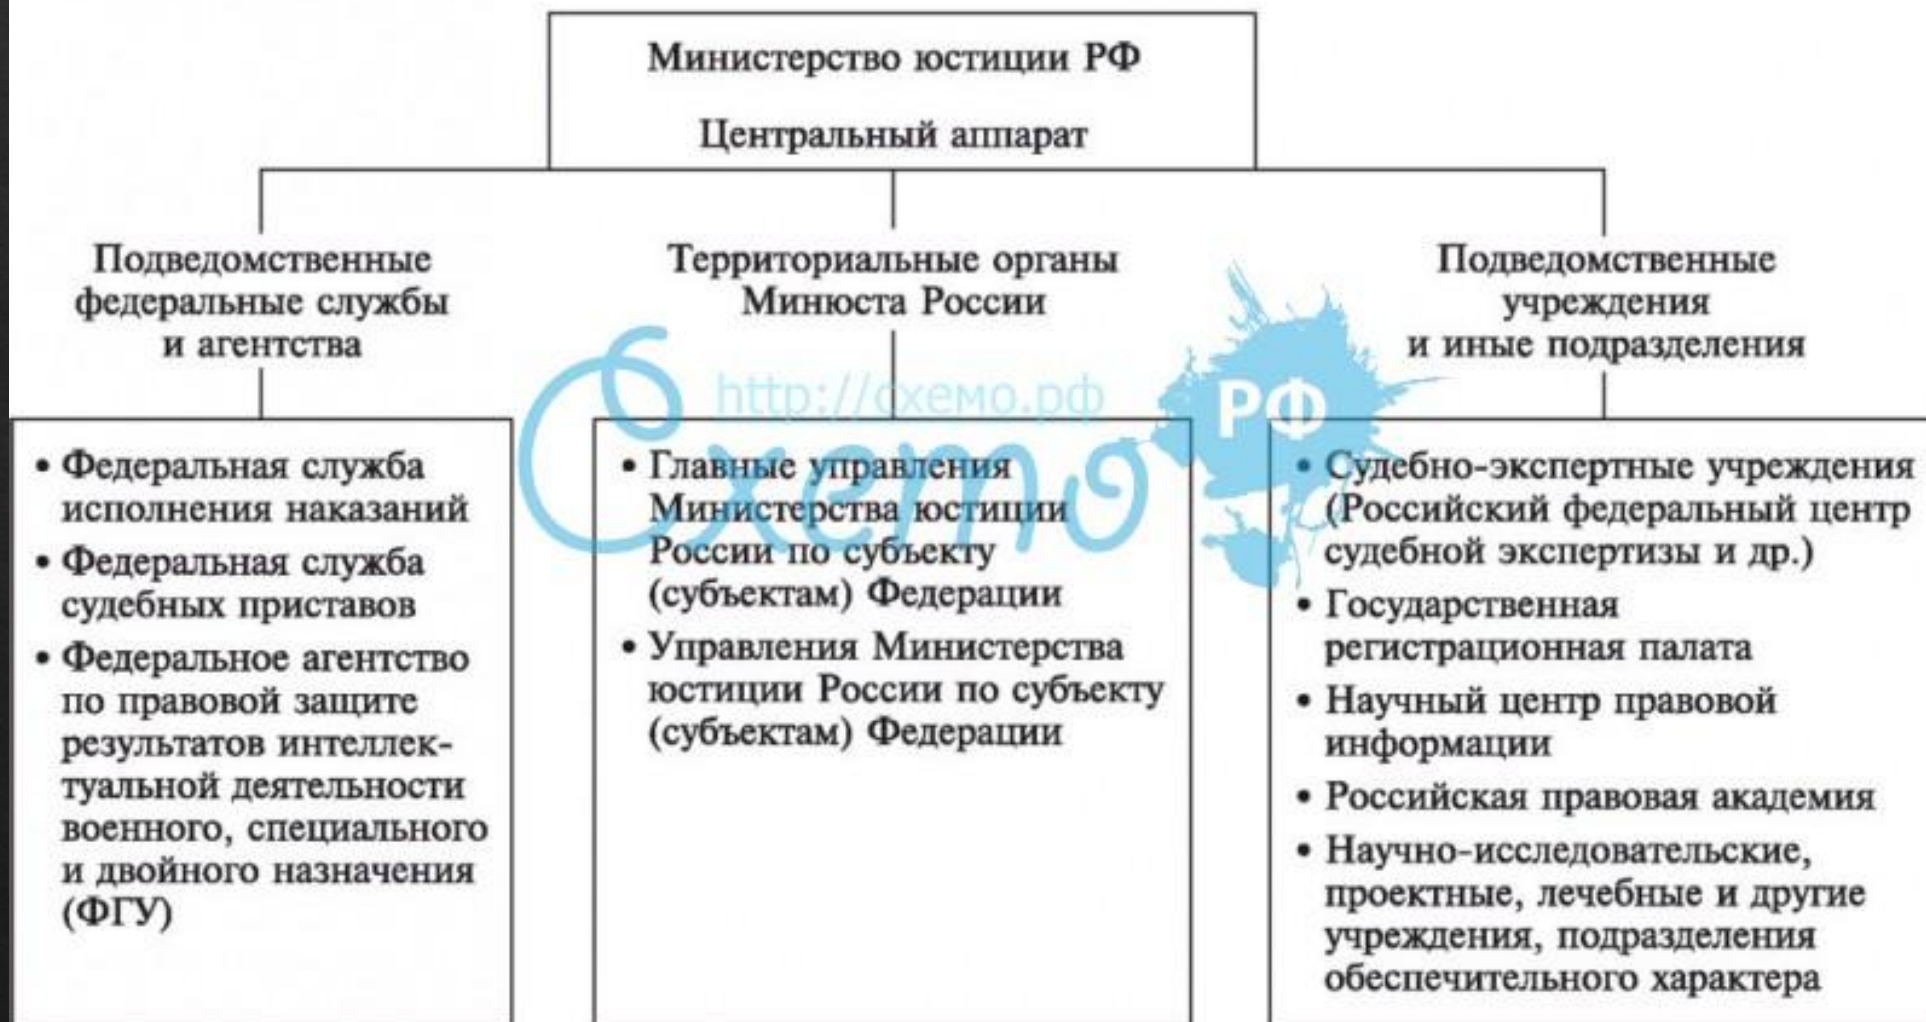 Министерство юстиции РФ
Центральный аппарат
Подведомственные
федеральные службы
и агентства
Территориальные органы
Минюста России
Подведомственные
учреждения
и иные подразделения
http://схемо.рф
Схемо
РФ
• Федеральная служба
исполнения наказаний
• Федеральная служба
судебных приставов
• Федеральное агентство
по правовой защите
результатов интеллек-
туальной деятельности
военного, специального
и двойного назначения
(ФГУ)
• Главные управления
Министерства юстиции
России по субъекту
(субъектам) Федерации
• Управления Министерства
юстиции России по субъекту
(субъектам) Федерации
• Судебно-экспертные учреждения
(Российский федеральный центр
судебной экспертизы и др.)
• Государственная
регистрационная палата
• Научный центр правовой
информации
• Российская правовая академия
• Научно-исследовательские,
проектные, лечебные и другие
учреждения, подразделения
обеспечительного характера